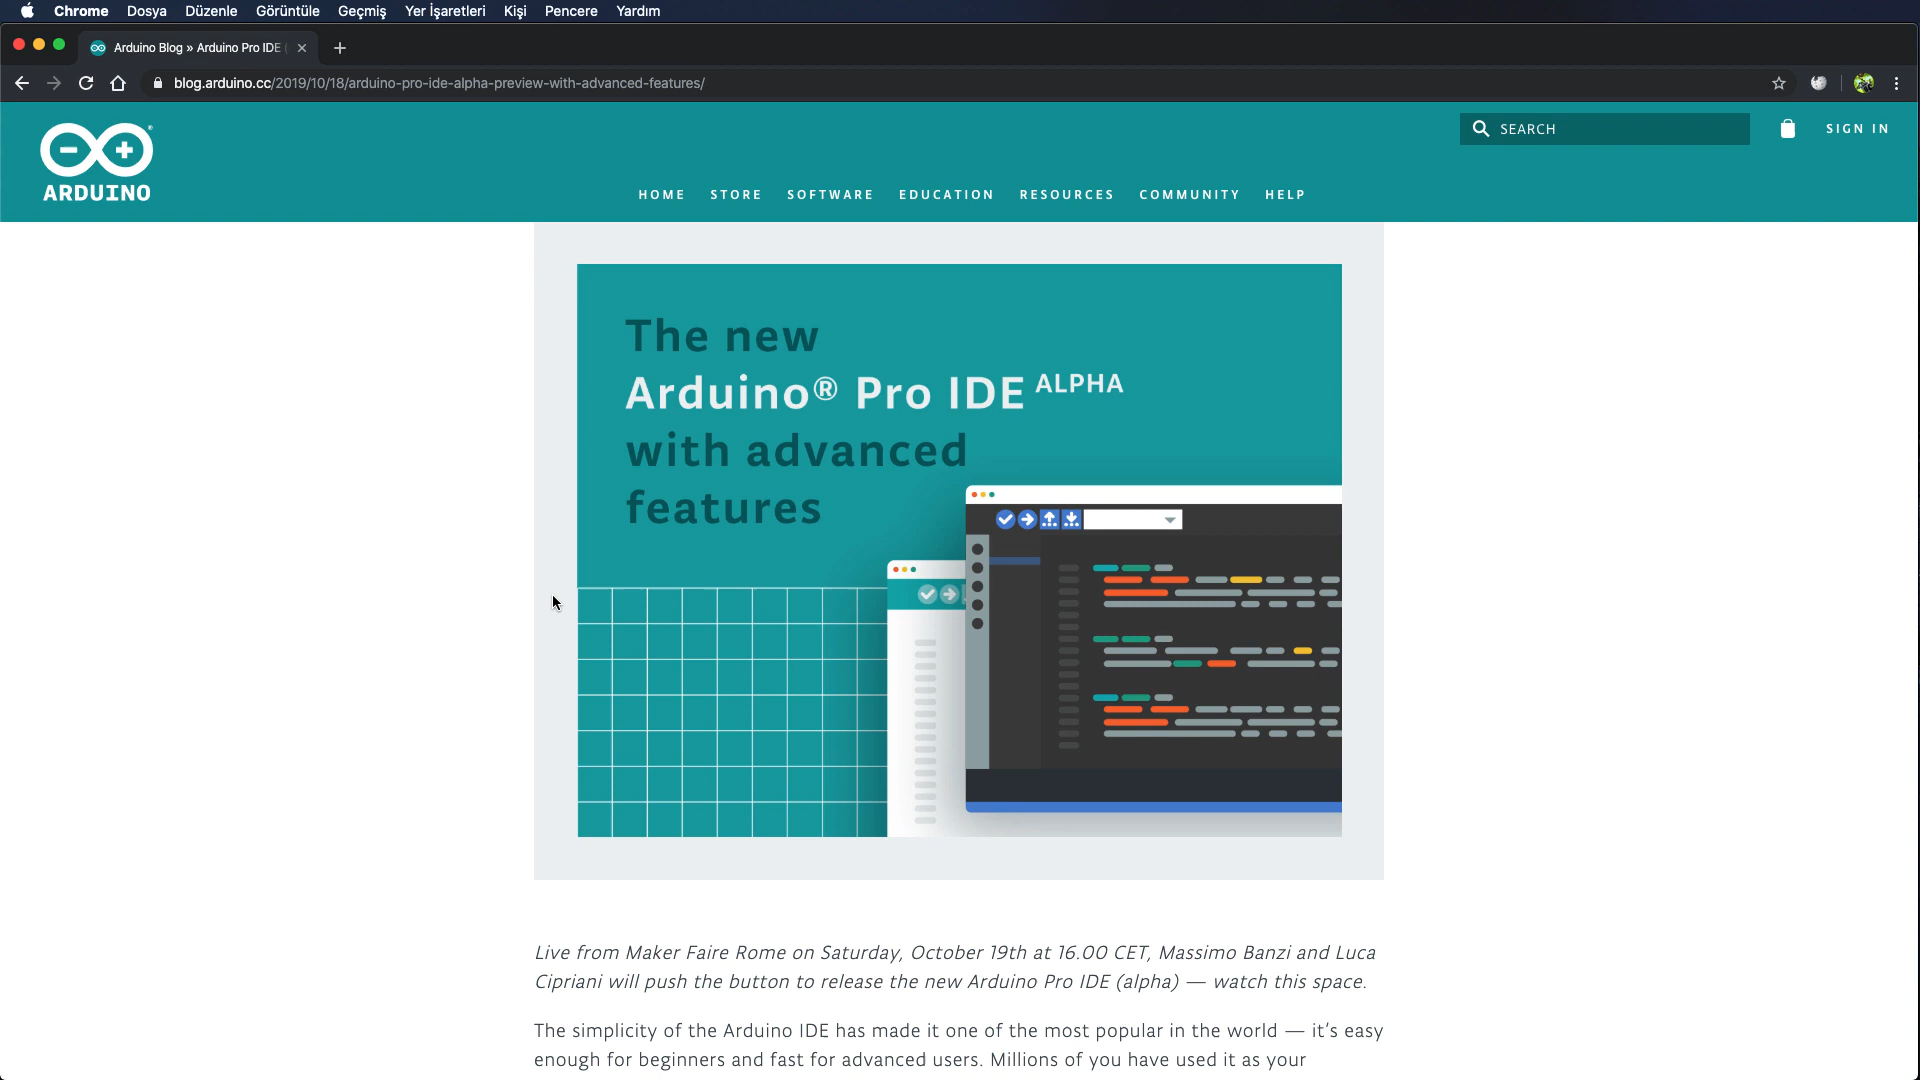 Chrome Dosya Düzenle Görüntüle Geçmiş Yer İşaretleri Kişi Pencere Yardım
Arduino Blog » Arduino Pro IDE (
blog.arduino.cc/2019/10/18/arduino-pro-ide-alpha-preview-with-advanced-features/
SEARCH
SIGN IN
ARDUINO
HOME STORE SOFTWARE EDUCATION RESOURCES COMMUNITY HELP
The new
Arduino® Pro IDE ALPHA
with advanced
features
Live from Maker Faire Rome on Saturday, October 19th at 16.00 CET, Massimo Banzi and Luca
Cipriani will push the button to release the new Arduino Pro IDE (alpha) — watch this space.
The simplicity of the Arduino IDE has made it one of the most popular in the world — it’s easy
enough for beginners and fast for advanced users. Millions of you have used it as your